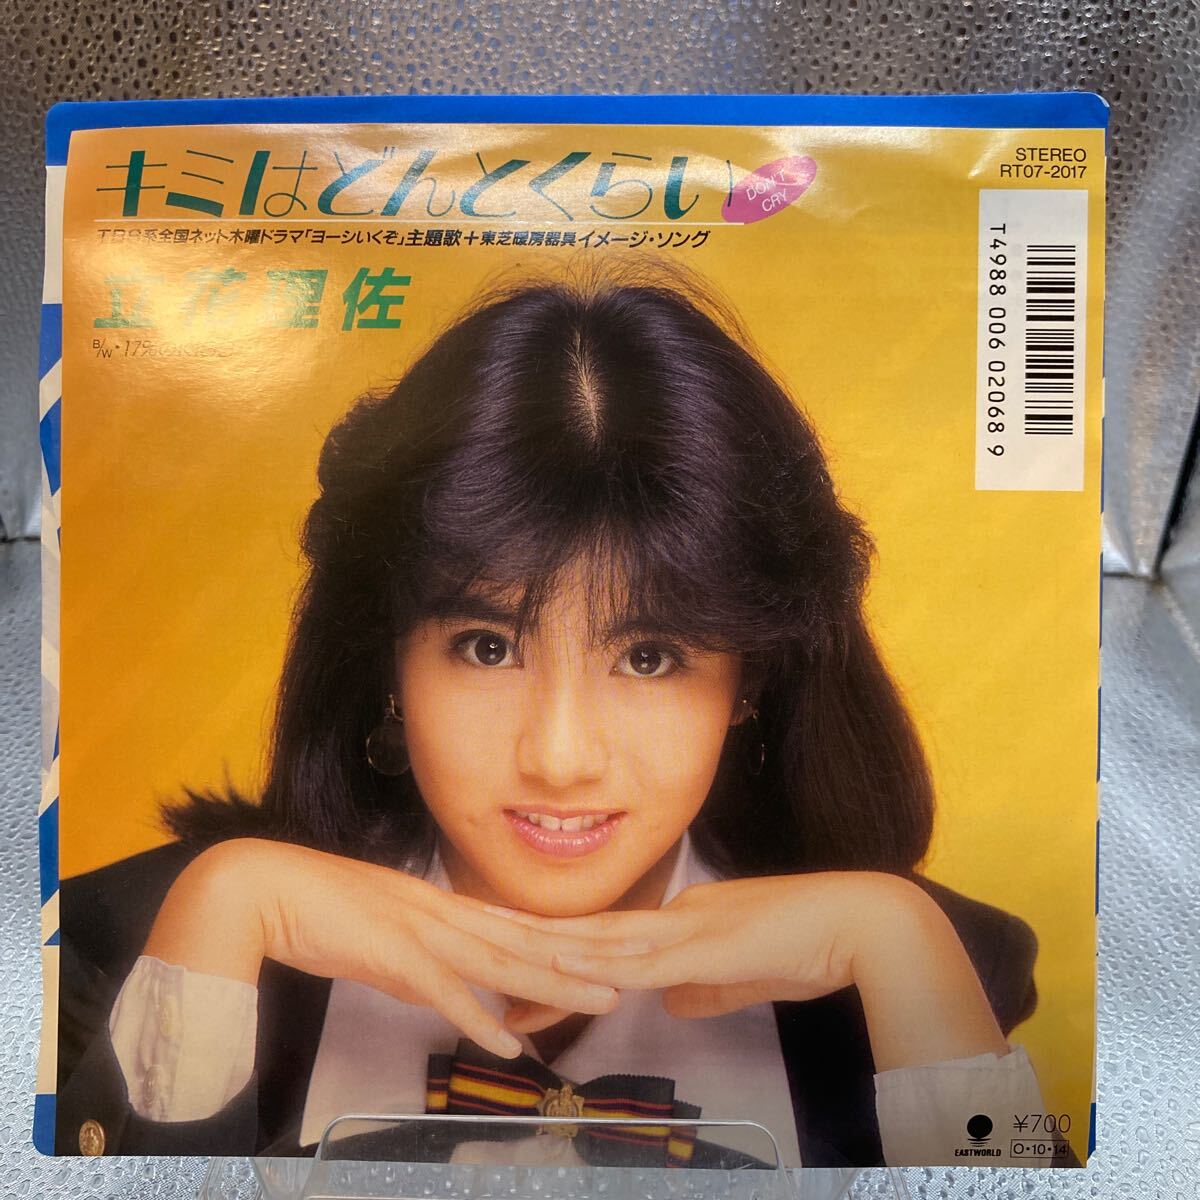 キミはどんとくらい
DON'T
CRY
STEREO
RT07-2017
TBS系全国ネット木曜ドラマ「ヨーシいくぞ」主題歌+東芝暖房器具イメージ・ソング
立花理佐
B/W・17%の
T4988 006 02068 9
EASTWORLD
¥700
O・10・14